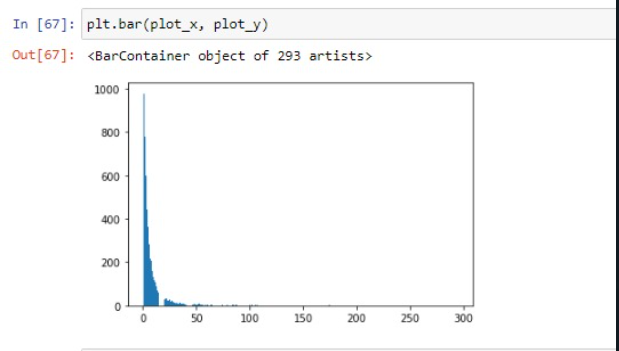 In [67]: plt.bar(plot_x, plot_y)
Out[67]: <BarContainer object of 293 artists>
1000
800
600
400
200
0
0 50 100 150 200 250 300